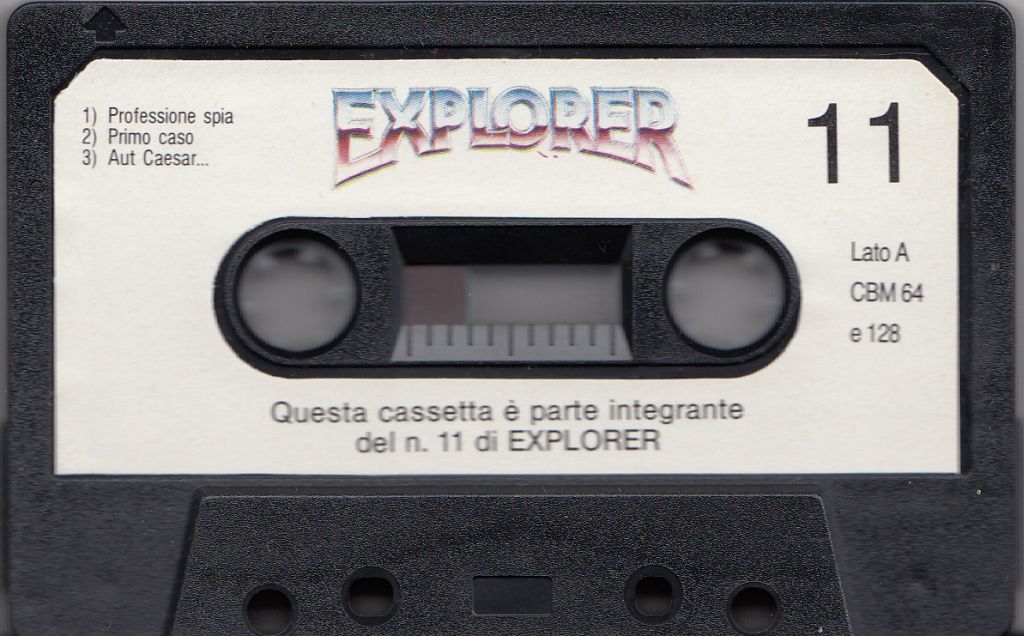 EXPLORER
11
1) Professione spia
2) Primo caso
3) Aut Caesar...
Lato A
CBM 64
e 128
Questa cassetta è parte integrante
del n. 11 di EXPLORER